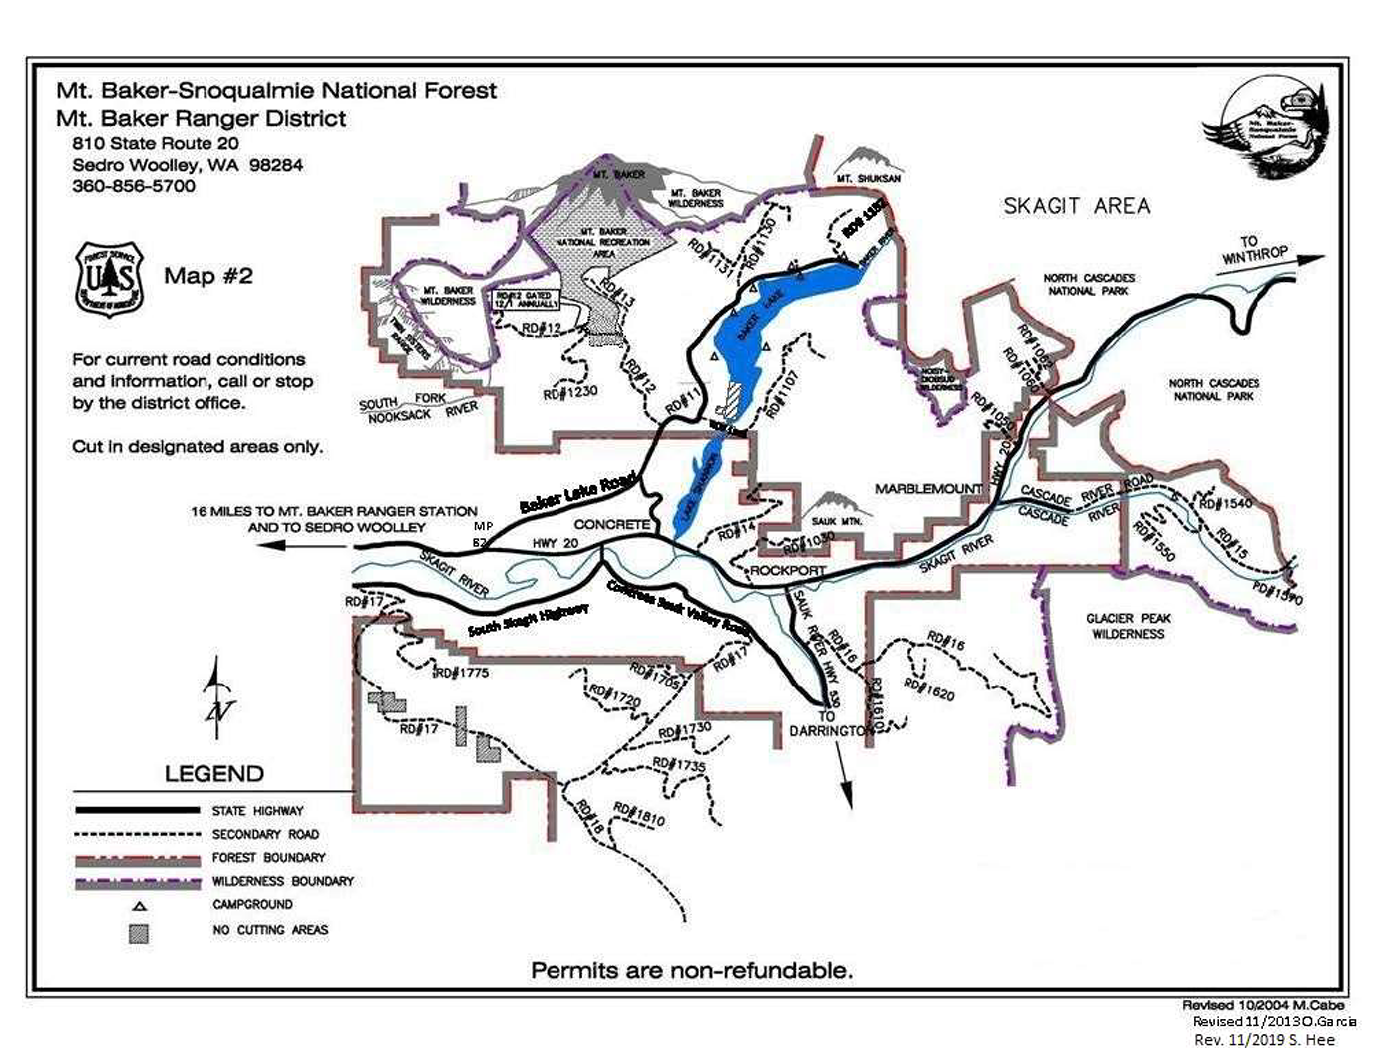 Mt. Baker-Snoqualmie National Forest
Mt. Baker Ranger District
810 State Route 20
Sedro Woolley, WA 98284
360-856-5700
Mt. Baker-
Snoqualmie
National Forest
FOREST SERVICE
U S
Map #2
SKAGIT AREA
For current road conditions
and information, call or stop
by the district office.
Cut in designated areas only.
MT. BAKER
MT. BAKER
WILDERNESS
MT. SHUKSAN
MT. BAKER
NATIONAL RECREATION
AREA
RD#1131
RD#1130
RD# 1152
BAKER RIVER
TO
WINTHROP
NORTH CASCADES
NATIONAL PARK
MT. BAKER
WILDERNESS
RD#12 GATED
12/1 ANNUALLY
RD#13
RD#12
BAKER LAKE
TWIN SISTERS
RANGE
RD#1230
RD#12
RD#11
RD#1107
RD#1062
RD#1060
NOISY-
DIOBSUD
WILDERNESS
RD#1050
NORTH CASCADES
NATIONAL PARK
SOUTH FORK
NOOKSACK RIVER
HWY 20
LAKE SHANNON
Baker Lake Road
MARBLEMOUNT
CASCADE RIVER ROAD
CASCADE RIVER
RD#1540
16 MILES TO MT. BAKER RANGER STATION
AND TO SEDRO WOOLLEY
MP
82
CONCRETE
HWY 20
RD#14
SAUK MTN.
RD#1030
RD#1550
RD#15
RD#1570
SKAGIT RIVER
ROCKPORT
SKAGIT RIVER
RD#17
South Skagit Highway
Concrete Sauk Valley Road
SAUK RIVER HWY 530
RD#16
RD#16
GLACIER PEAK
WILDERNESS
RD#1775
RD#1705
RD#17
RD#1720
RD#1620
RD#1610
RD#17
RD#1730
TO
DARRINGTON
RD#1735
RD#18
RD#1810
N
LEGEND
STATE HIGHWAY
SECONDARY ROAD
FOREST BOUNDARY
WILDERNESS BOUNDARY
CAMPGROUND
NO CUTTING AREAS
Permits are non-refundable.
Revised 10/2004 M.Cabe
Revised 11/2013 O.Garcia
Rev. 11/2019 S. Hee